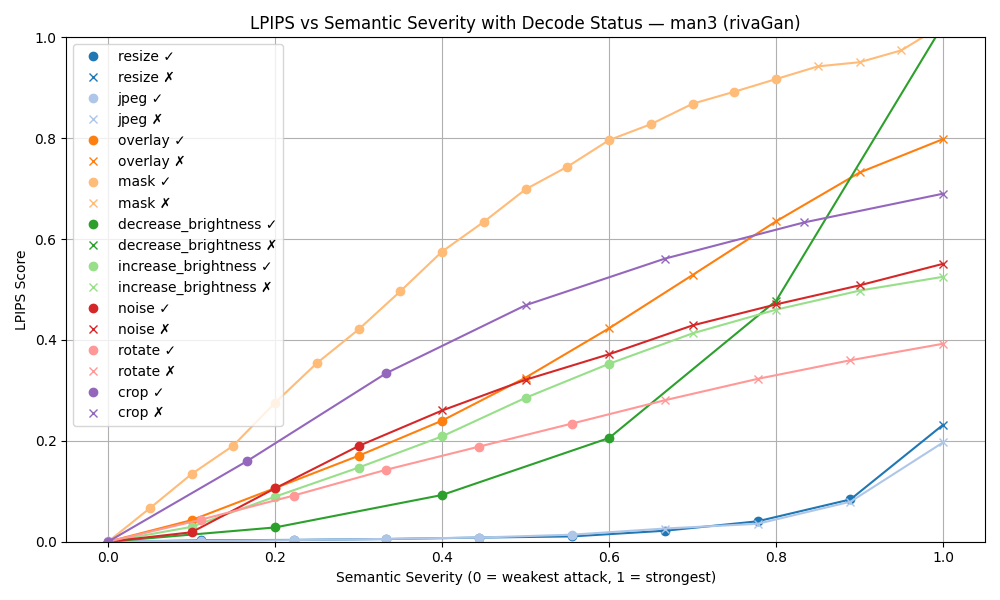 LPIPS vs Semantic Severity with Decode Status — man3 (rivaGan)
1.0
0.8
0.6
0.4
0.2
0.0
LPIPS Score
resize ✓
resize ✗
jpeg ✓
jpeg ✗
overlay ✓
overlay ✗
mask ✓
mask ✗
decrease_brightness ✓
decrease_brightness ✗
increase_brightness ✓
increase_brightness ✗
noise ✓
noise ✗
rotate ✓
rotate ✗
crop ✓
crop ✗
0.0 0.2 0.4 0.6 0.8 1.0
Semantic Severity (0 = weakest attack, 1 = strongest)